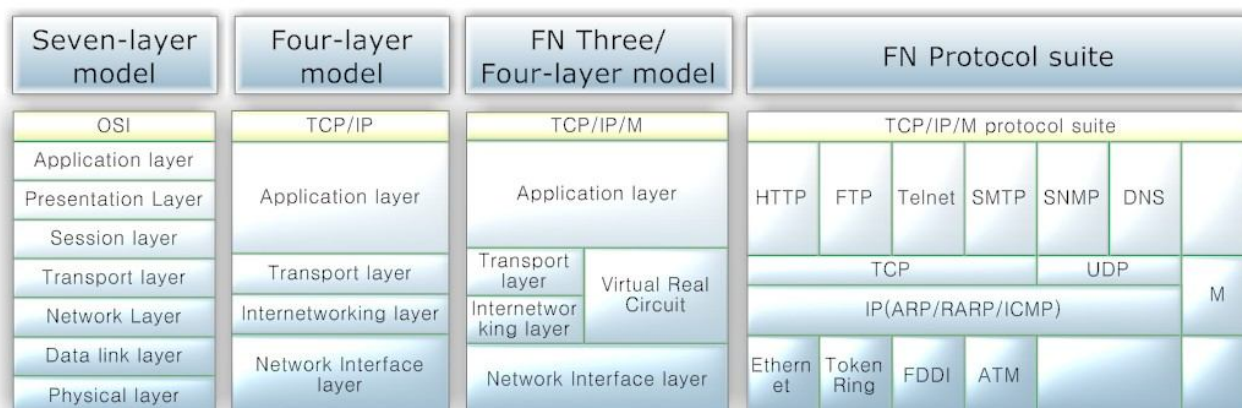 Seven-layer
model
Four-layer
model
FN Three/
Four-layer model
FN Protocol suite
OSI
Application layer
Presentation Layer
Session layer
Transport layer
Network Layer
Data link layer
Physical layer
TCP/IP
Application layer
Transport layer
Internetworking layer
Network Interface
layer
TCP/IP/M
Application layer
Transport
layer
Internetwor
king layer
Virtual Real
Circuit
Network Interface layer
TCP/IP/M protocol suite
HTTP
FTP
Telnet
SMTP
SNMP
DNS
TCP
UDP
M
IP(ARP/RARP/ICMP)
Ethern
et
Token
Ring
FDDI
ATM